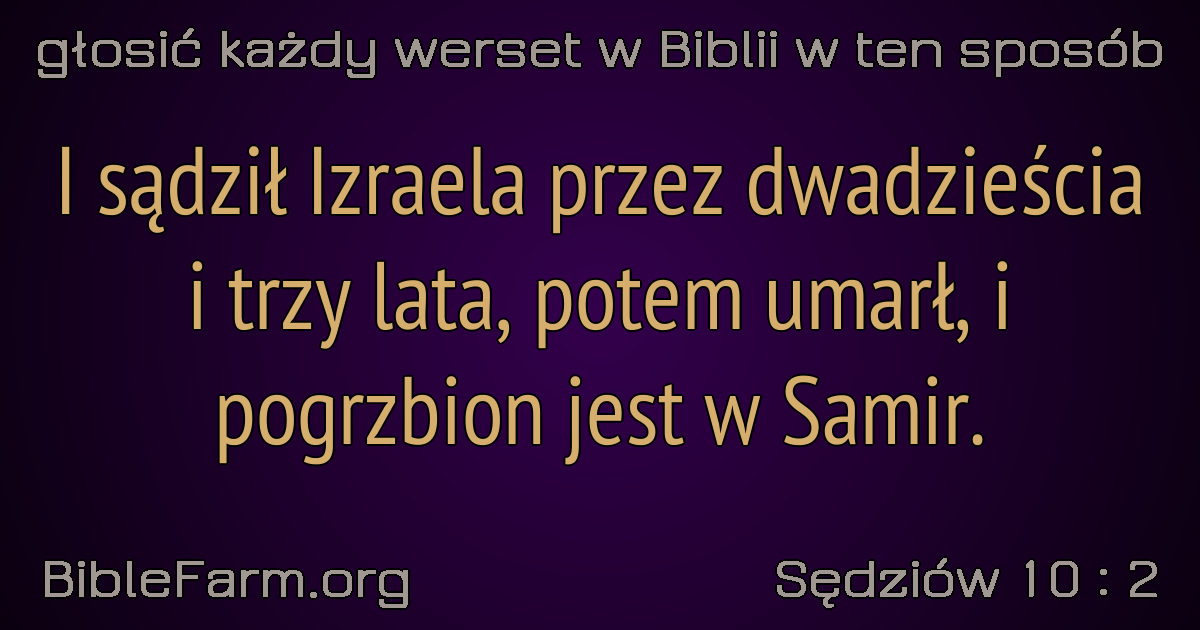 głosić każdy werset w Biblii w ten sposób
I sądził Izraela przez dwadzieścia
i trzy lata, potem umarł, i
pogrzbion jest w Samir.
BibleFarm.org
Sędziów 10 : 2